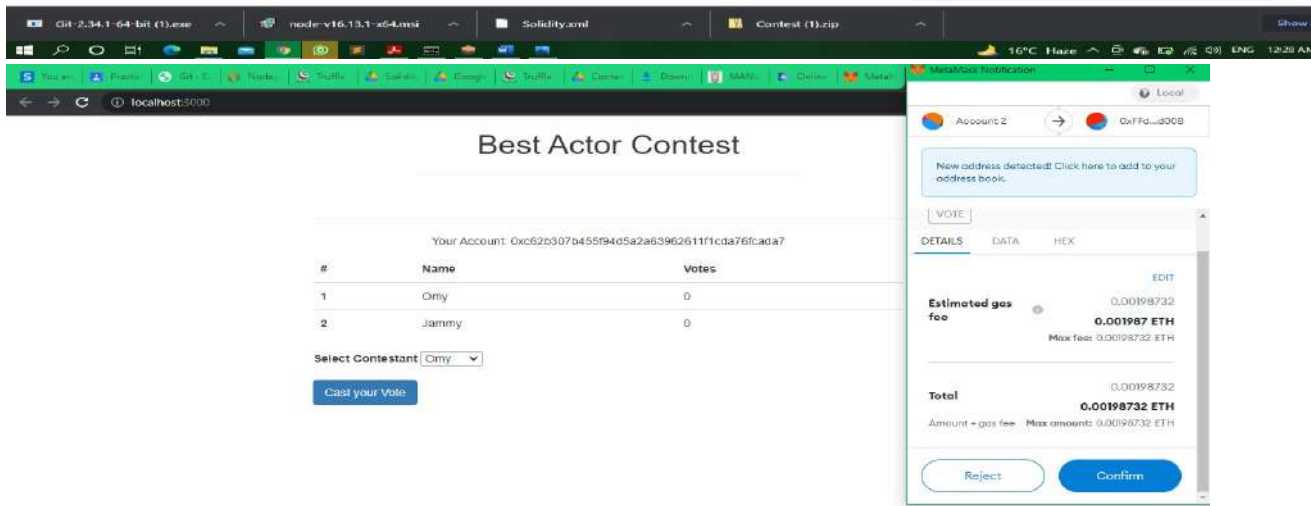 Git-2.34.1-64-bit (1).exe
node-v16.13.1-x64.msi
Solidity.xml
Contest (1).zip
Show
16°C Haze
ENG
12:28 AM
MetaMask Notification
localhost:3000
Local
Account 2
0xFFd...d00B
New address detected! Click here to add to your
address book.
VOTE
DETAILS DATA HEX
EDIT
Estimated gas
fee
0.00198732
0.001987 ETH
Max fee: 0.00198732 ETH
Total
0.00198732
0.00198732 ETH
Amount + gas fee Max amount: 0.00198732 ETH
Reject Confirm
Best Actor Contest
Your Account: 0xc62b307b455f94d5a2a63962611f1cda76fcada7
# Name Votes
1 Omy 0
2 Jammy 0
Select Contestant Omy
Cast your Vote